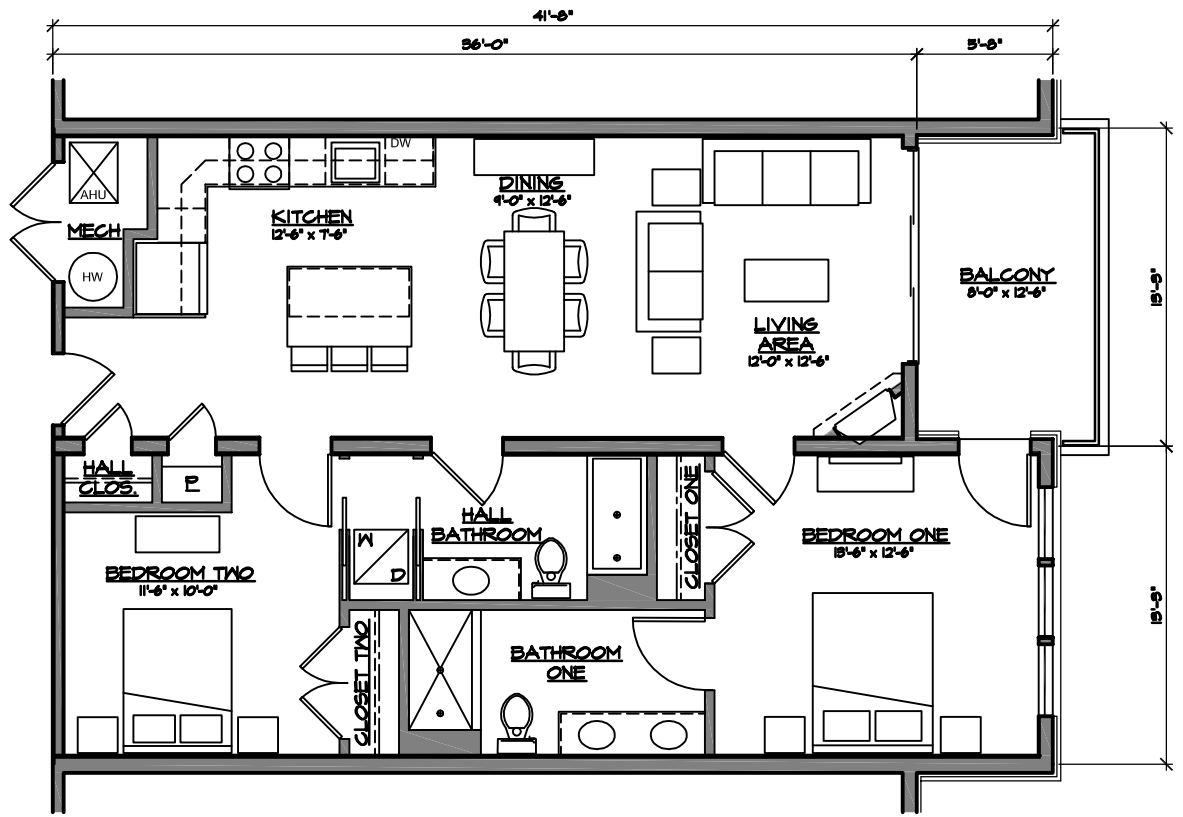 41'-8"
36'-0"
5'-8"
DW
AHU
DINING
9'-0" x 12'-6"
KITCHEN
12'-6" x 7'-6"
MECH
HW
BALCONY
8'-0" x 12'-6"
13'-3"
LIVING
AREA
12'-0" x 12'-6"
HALL
CLOS.
P
HALL
BATHROOM
W
D
CLOSET ONE
BEDROOM ONE
13'-6" x 12'-6"
BEDROOM TWO
11'-6" x 10'-0"
13'-3"
CLOSET TWO
BATHROOM
ONE